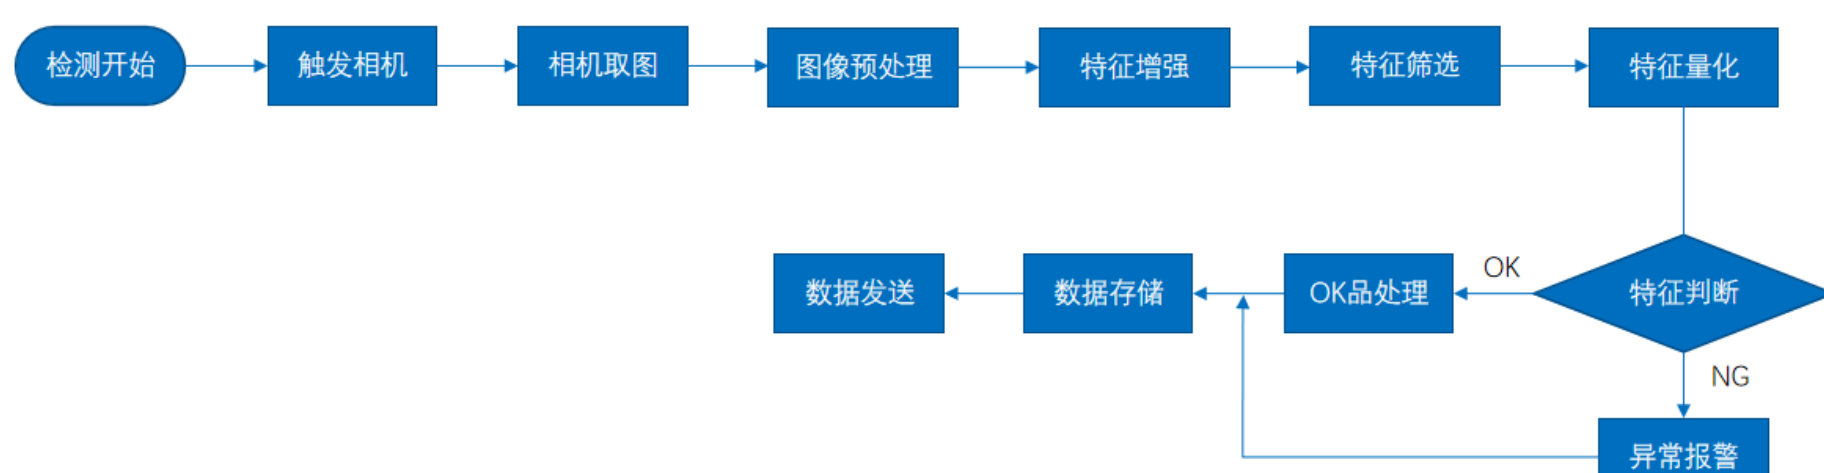 检测开始
触发相机
相机取图
图像预处理
特征增强
特征筛选
特征量化
特征判断
OK
OK品处理
数据存储
数据发送
NG
异常报警